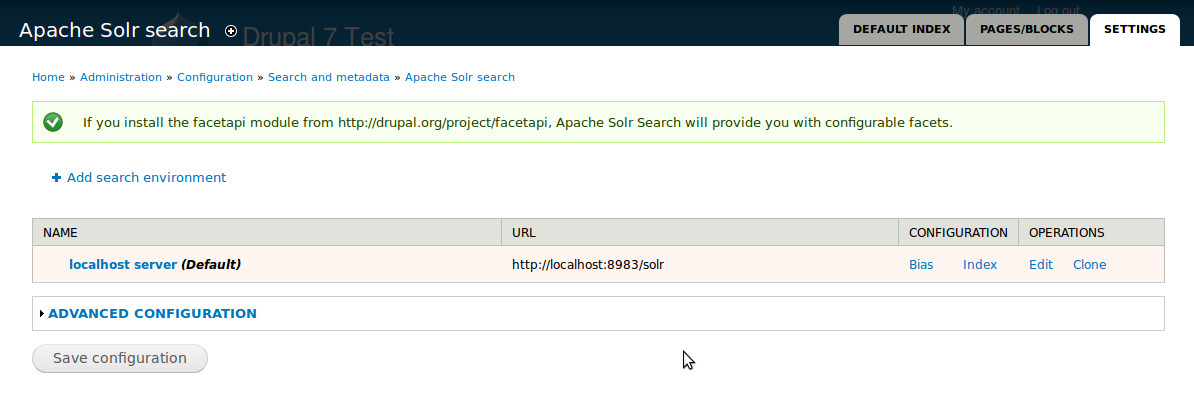 My account Log out
Apache Solr search
Drupal 7 Test
DEFAULT INDEX PAGES/BLOCKS SETTINGS
Home » Administration » Configuration » Search and metadata » Apache Solr search
If you install the facetapi module from http://drupal.org/project/facetapi, Apache Solr Search will provide you with configurable facets.
Add search environment
NAME URL CONFIGURATION OPERATIONS
localhost server (Default) http://localhost:8983/solr Bias Index Edit Clone
ADVANCED CONFIGURATION
Save configuration